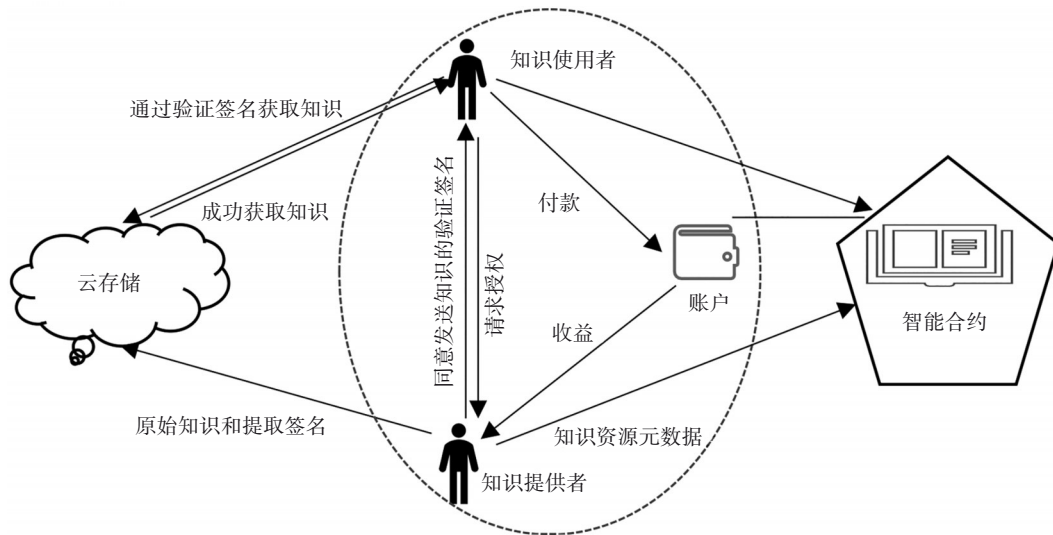 知识使用者
通过验证签名获取知识
成功获取知识
付款
同意发送知识的验证签名
请求授权
云存储
账户
智能合约
收益
原始知识和提取签名
知识资源元数据
知识提供者